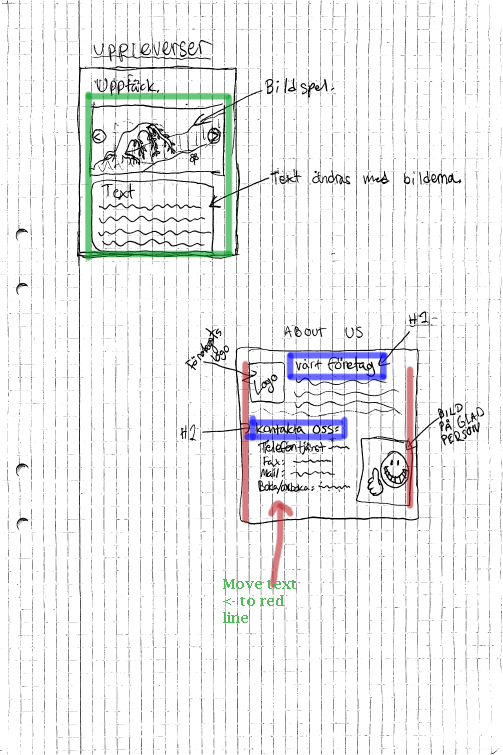 upplevelser
Upptäck.
Bildspel.
Text
Text ändras med bilderna.
ABOUT US
H1
Företagets
logo
Logo
vårt företag
H1
kontakta oss:
Telefontjänst
Fax:
Mail:
Boka/avboka:
BILD
PÅ GLAD
PERSON
Move text
<- to red
line